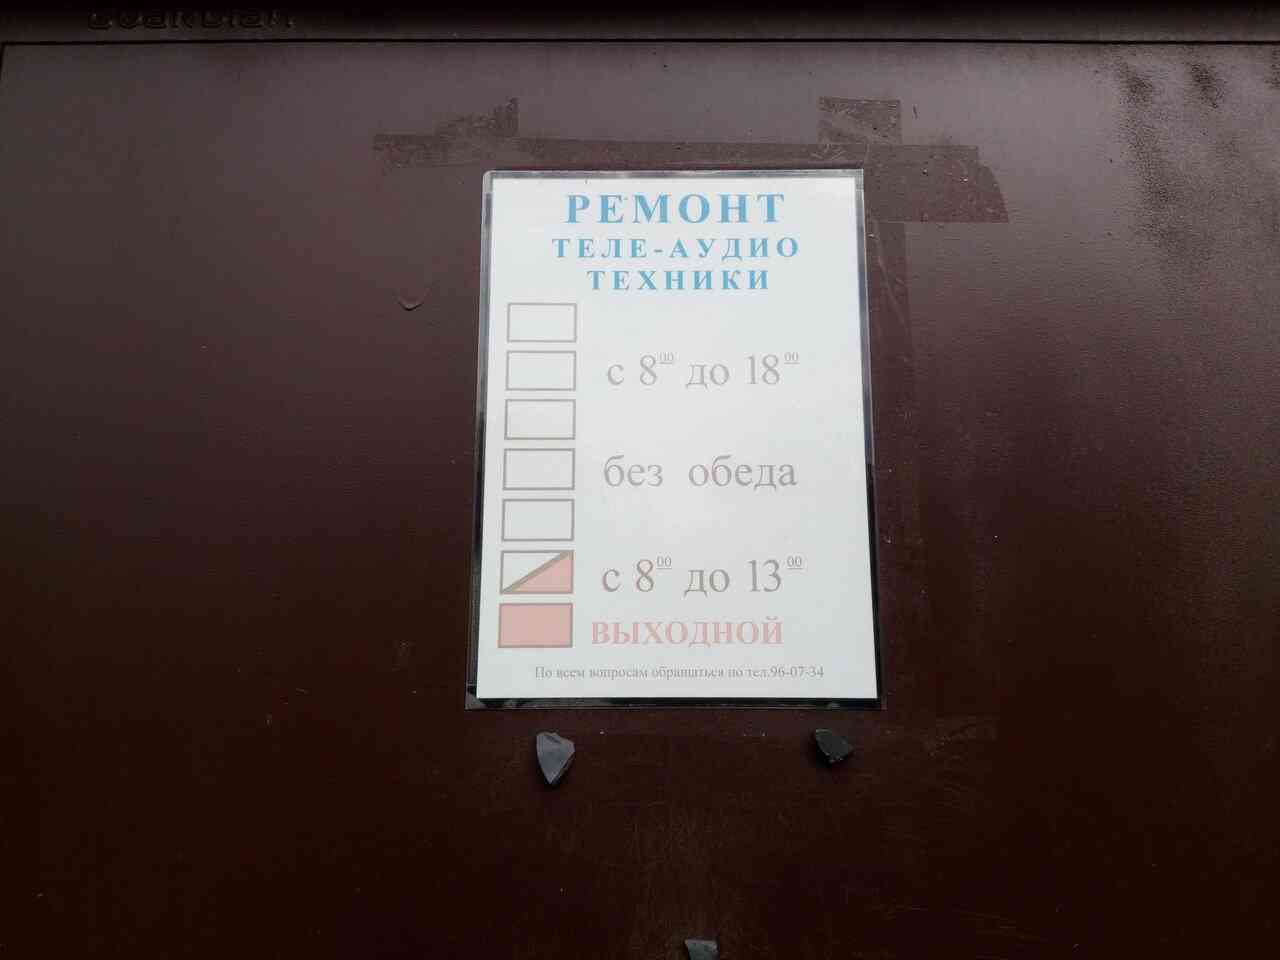 GUARDIAN
РЕМОНТ
ТЕЛЕ-АУДИО
ТЕХНИКИ
с 8⁰⁰ до 18⁰⁰
без обеда
с 8⁰⁰ до 13⁰⁰
ВЫХОДНОЙ
По всем вопросам обращаться по тел.96-07-34